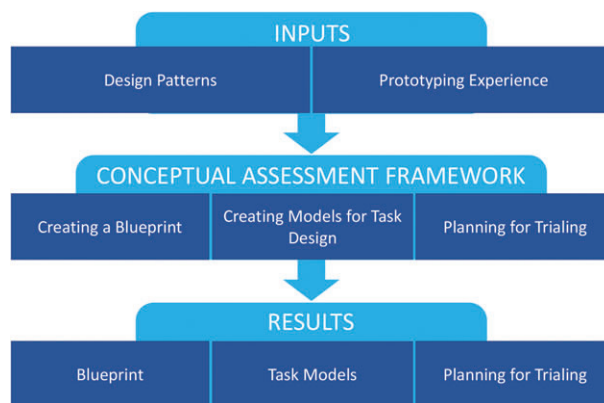 INPUTS
Design Patterns
Prototyping Experience
CONCEPTUAL ASSESSMENT FRAMEWORK
Creating a Blueprint
Creating Models for Task
Design
Planning for Trialing
RESULTS
Blueprint
Task Models
Planning for Trialing